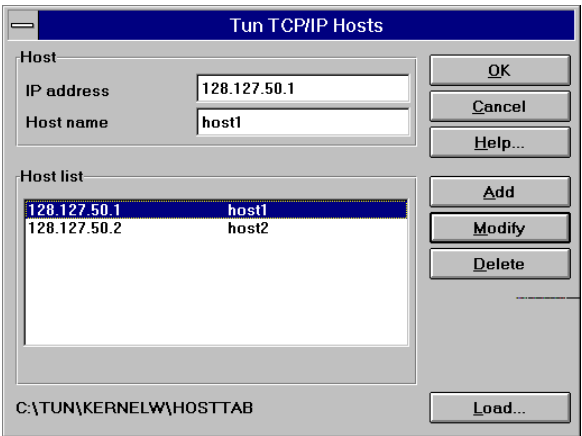 Tun TCP/IP Hosts
Host
IP address 128.127.50.1
Host name host1
OK
Cancel
Help...
Host list
128.127.50.1 host1
128.127.50.2 host2
Add
Modify
Delete
C:\TUN\KERNELW\HOSTTAB
Load...